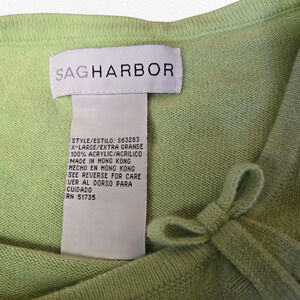 SAGHARBOR
STYLE/ESTILO: S63283
X-LARGE/EXTRA GRANDE
100% ACRYLIC/ACRILICO
MADE IN HONG KONG
HECHO EN HONG KONG
SEE REVERSE FOR CARE
VER AL DORSO PARA
CUIDADO
RN 51735